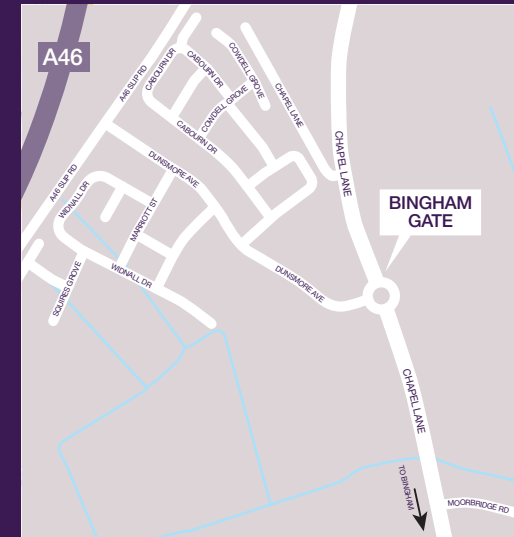 A46
A46 SLIP RD
CABOURN DR
CABOURN DR
COWDELL GROVE
COWDELL GROVE
CHAPEL LANE
CABOURN DR
CHAPEL LANE
DUNSMORE AVE
A46 SLIP RD
WIDNALL DR
MARRIOTT ST
BINGHAM
GATE
SQUIRES GROVE
WIDNALL DR
DUNSMORE AVE
CHAPEL LANE
TO BINGHAM
MOORBRIDGE RD